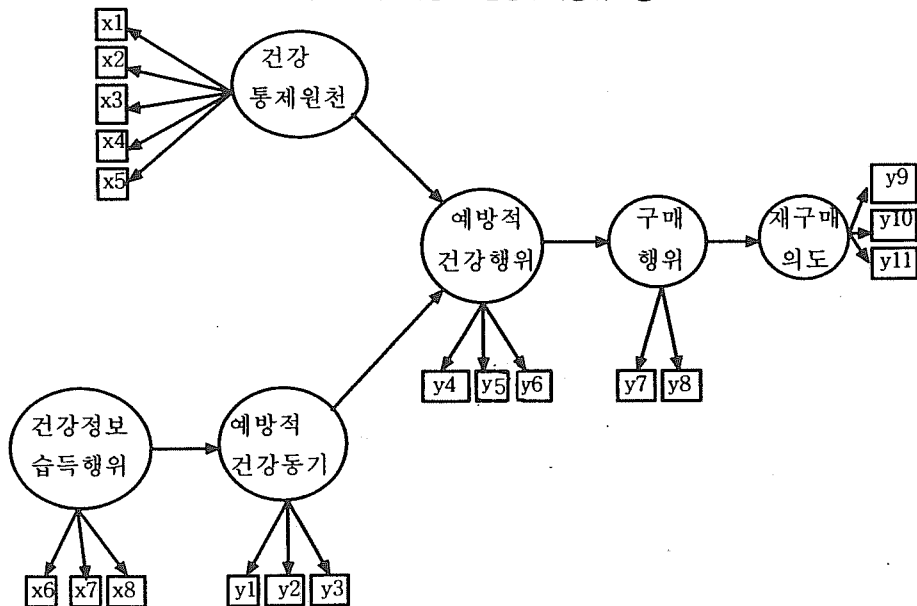 x1
x2
x3
x4
x5
건강
통제원천
예방적
건강행위
구매
행위
재구매
의도
y9
y10
y11
y4
y5
y6
y7
y8
건강정보
습득행위
예방적
건강동기
x6
x7
x8
y1
y2
y3